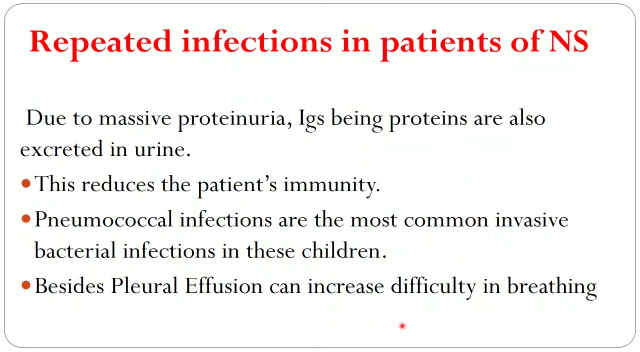 Repeated infections in patients of NS
Due to massive proteinuria, Igs being proteins are also
excreted in urine.
•This reduces the patient's immunity.
•Pneumococcal infections are the most common invasive
bacterial infections in these children.
•Besides Pleural Effusion can increase difficulty in breathing